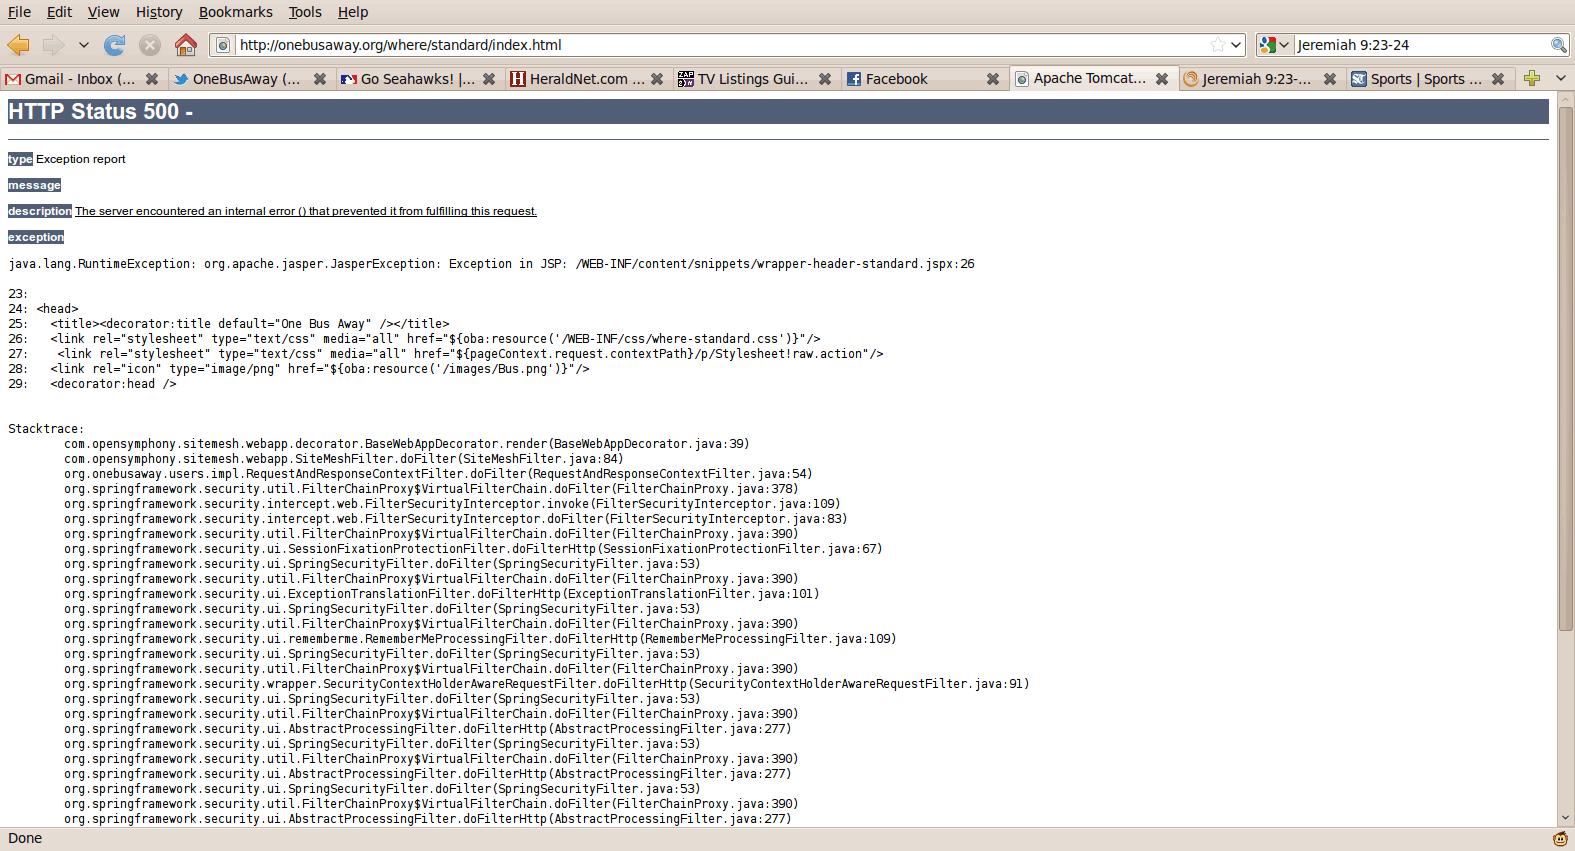 File Edit View History Bookmarks Tools Help
http://onebusaway.org/where/standard/index.html
Jeremiah 9:23-24
Gmail - Inbox (... OneBusAway (... Go Seahawks! |... HeraldNet.com ... TV Listings Gui... Facebook Apache Tomcat... Jeremiah 9:23-... Sports | Sports ...
HTTP Status 500 -
type Exception report
message
description The server encountered an internal error () that prevented it from fulfilling this request.
exception
java.lang.RuntimeException: org.apache.jasper.JasperException: Exception in JSP: /WEB-INF/content/snippets/wrapper-header-standard.jspx:26
23:
24: <head>
25:   <title><decorator:title default="One Bus Away" /></title>
26:   <link rel="stylesheet" type="text/css" media="all" href="${oba:resource('/WEB-INF/css/where-standard.css')}"/>
27:    <link rel="stylesheet" type="text/css" media="all" href="${pageContext.request.contextPath}/p/Stylesheet!raw.action"/>
28:   <link rel="icon" type="image/png" href="${oba:resource('/images/Bus.png')}"/>
29:   <decorator:head />
Stacktrace:
com.opensymphony.sitemesh.webapp.decorator.BaseWebAppDecorator.render(BaseWebAppDecorator.java:39)
com.opensymphony.sitemesh.webapp.SiteMeshFilter.doFilter(SiteMeshFilter.java:84)
org.onebusaway.users.impl.RequestAndResponseContextFilter.doFilter(RequestAndResponseContextFilter.java:54)
org.springframework.security.util.FilterChainProxy$VirtualFilterChain.doFilter(FilterChainProxy.java:378)
org.springframework.security.intercept.web.FilterSecurityInterceptor.invoke(FilterSecurityInterceptor.java:109)
org.springframework.security.intercept.web.FilterSecurityInterceptor.doFilter(FilterSecurityInterceptor.java:83)
org.springframework.security.util.FilterChainProxy$VirtualFilterChain.doFilter(FilterChainProxy.java:390)
org.springframework.security.ui.SessionFixationProtectionFilter.doFilterHttp(SessionFixationProtectionFilter.java:67)
org.springframework.security.ui.SpringSecurityFilter.doFilter(SpringSecurityFilter.java:53)
org.springframework.security.util.FilterChainProxy$VirtualFilterChain.doFilter(FilterChainProxy.java:390)
org.springframework.security.ui.ExceptionTranslationFilter.doFilterHttp(ExceptionTranslationFilter.java:101)
org.springframework.security.ui.SpringSecurityFilter.doFilter(SpringSecurityFilter.java:53)
org.springframework.security.util.FilterChainProxy$VirtualFilterChain.doFilter(FilterChainProxy.java:390)
org.springframework.security.ui.rememberme.RememberMeProcessingFilter.doFilterHttp(RememberMeProcessingFilter.java:109)
org.springframework.security.ui.SpringSecurityFilter.doFilter(SpringSecurityFilter.java:53)
org.springframework.security.util.FilterChainProxy$VirtualFilterChain.doFilter(FilterChainProxy.java:390)
org.springframework.security.wrapper.SecurityContextHolderAwareRequestFilter.doFilterHttp(SecurityContextHolderAwareRequestFilter.java:91)
org.springframework.security.ui.SpringSecurityFilter.doFilter(SpringSecurityFilter.java:53)
org.springframework.security.util.FilterChainProxy$VirtualFilterChain.doFilter(FilterChainProxy.java:390)
org.springframework.security.ui.AbstractProcessingFilter.doFilterHttp(AbstractProcessingFilter.java:277)
org.springframework.security.ui.SpringSecurityFilter.doFilter(SpringSecurityFilter.java:53)
org.springframework.security.util.FilterChainProxy$VirtualFilterChain.doFilter(FilterChainProxy.java:390)
org.springframework.security.ui.AbstractProcessingFilter.doFilterHttp(AbstractProcessingFilter.java:277)
org.springframework.security.ui.SpringSecurityFilter.doFilter(SpringSecurityFilter.java:53)
org.springframework.security.util.FilterChainProxy$VirtualFilterChain.doFilter(FilterChainProxy.java:390)
org.springframework.security.ui.AbstractProcessingFilter.doFilterHttp(AbstractProcessingFilter.java:277)
Done